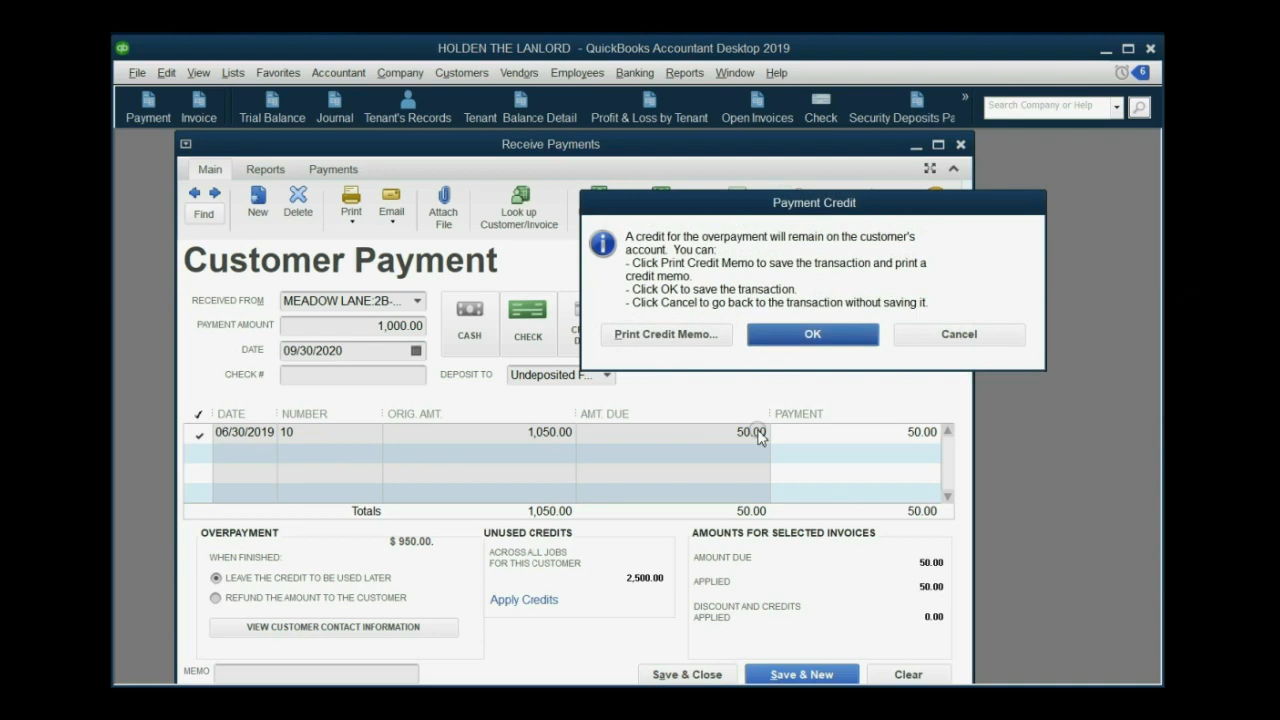 qb
HOLDEN THE LANLORD - QuickBooks Accountant Desktop 2019
File Edit View Lists Favorites Accountant Company Customers Vendors Employees Banking Reports Window Help
6
Payment Invoice Trial Balance Journal Tenant's Records Tenant Balance Detail Profit & Loss by Tenant Open Invoices Check Security Deposits Pa
»
Search Company or Help
Receive Payments
Main Reports Payments
Find New Delete Print Email Attach File Look up Customer/Invoice
Payment Credit
A credit for the overpayment will remain on the customer's
account. You can:
- Click Print Credit Memo to save the transaction and print a
credit memo.
- Click OK to save the transaction.
- Click Cancel to go back to the transaction without saving it.
Print Credit Memo... OK Cancel
Customer Payment
RECEIVED FROM MEADOW LANE:2B-...
PAYMENT AMOUNT 1,000.00
DATE 09/30/2020
CHECK #
CASH CHECK
DEPOSIT TO Undeposited F...
DATE NUMBER ORIG. AMT. AMT. DUE PAYMENT
06/30/2019 10 1,050.00 50.00 50.00
Totals 1,050.00 50.00 50.00
OVERPAYMENT
$ 950.00.
WHEN FINISHED:
LEAVE THE CREDIT TO BE USED LATER
REFUND THE AMOUNT TO THE CUSTOMER
VIEW CUSTOMER CONTACT INFORMATION
UNUSED CREDITS
ACROSS ALL JOBS
FOR THIS CUSTOMER
2,500.00
Apply Credits
AMOUNTS FOR SELECTED INVOICES
AMOUNT DUE 50.00
APPLIED 50.00
DISCOUNT AND CREDITS
APPLIED 0.00
MEMO
Save & Close Save & New Clear